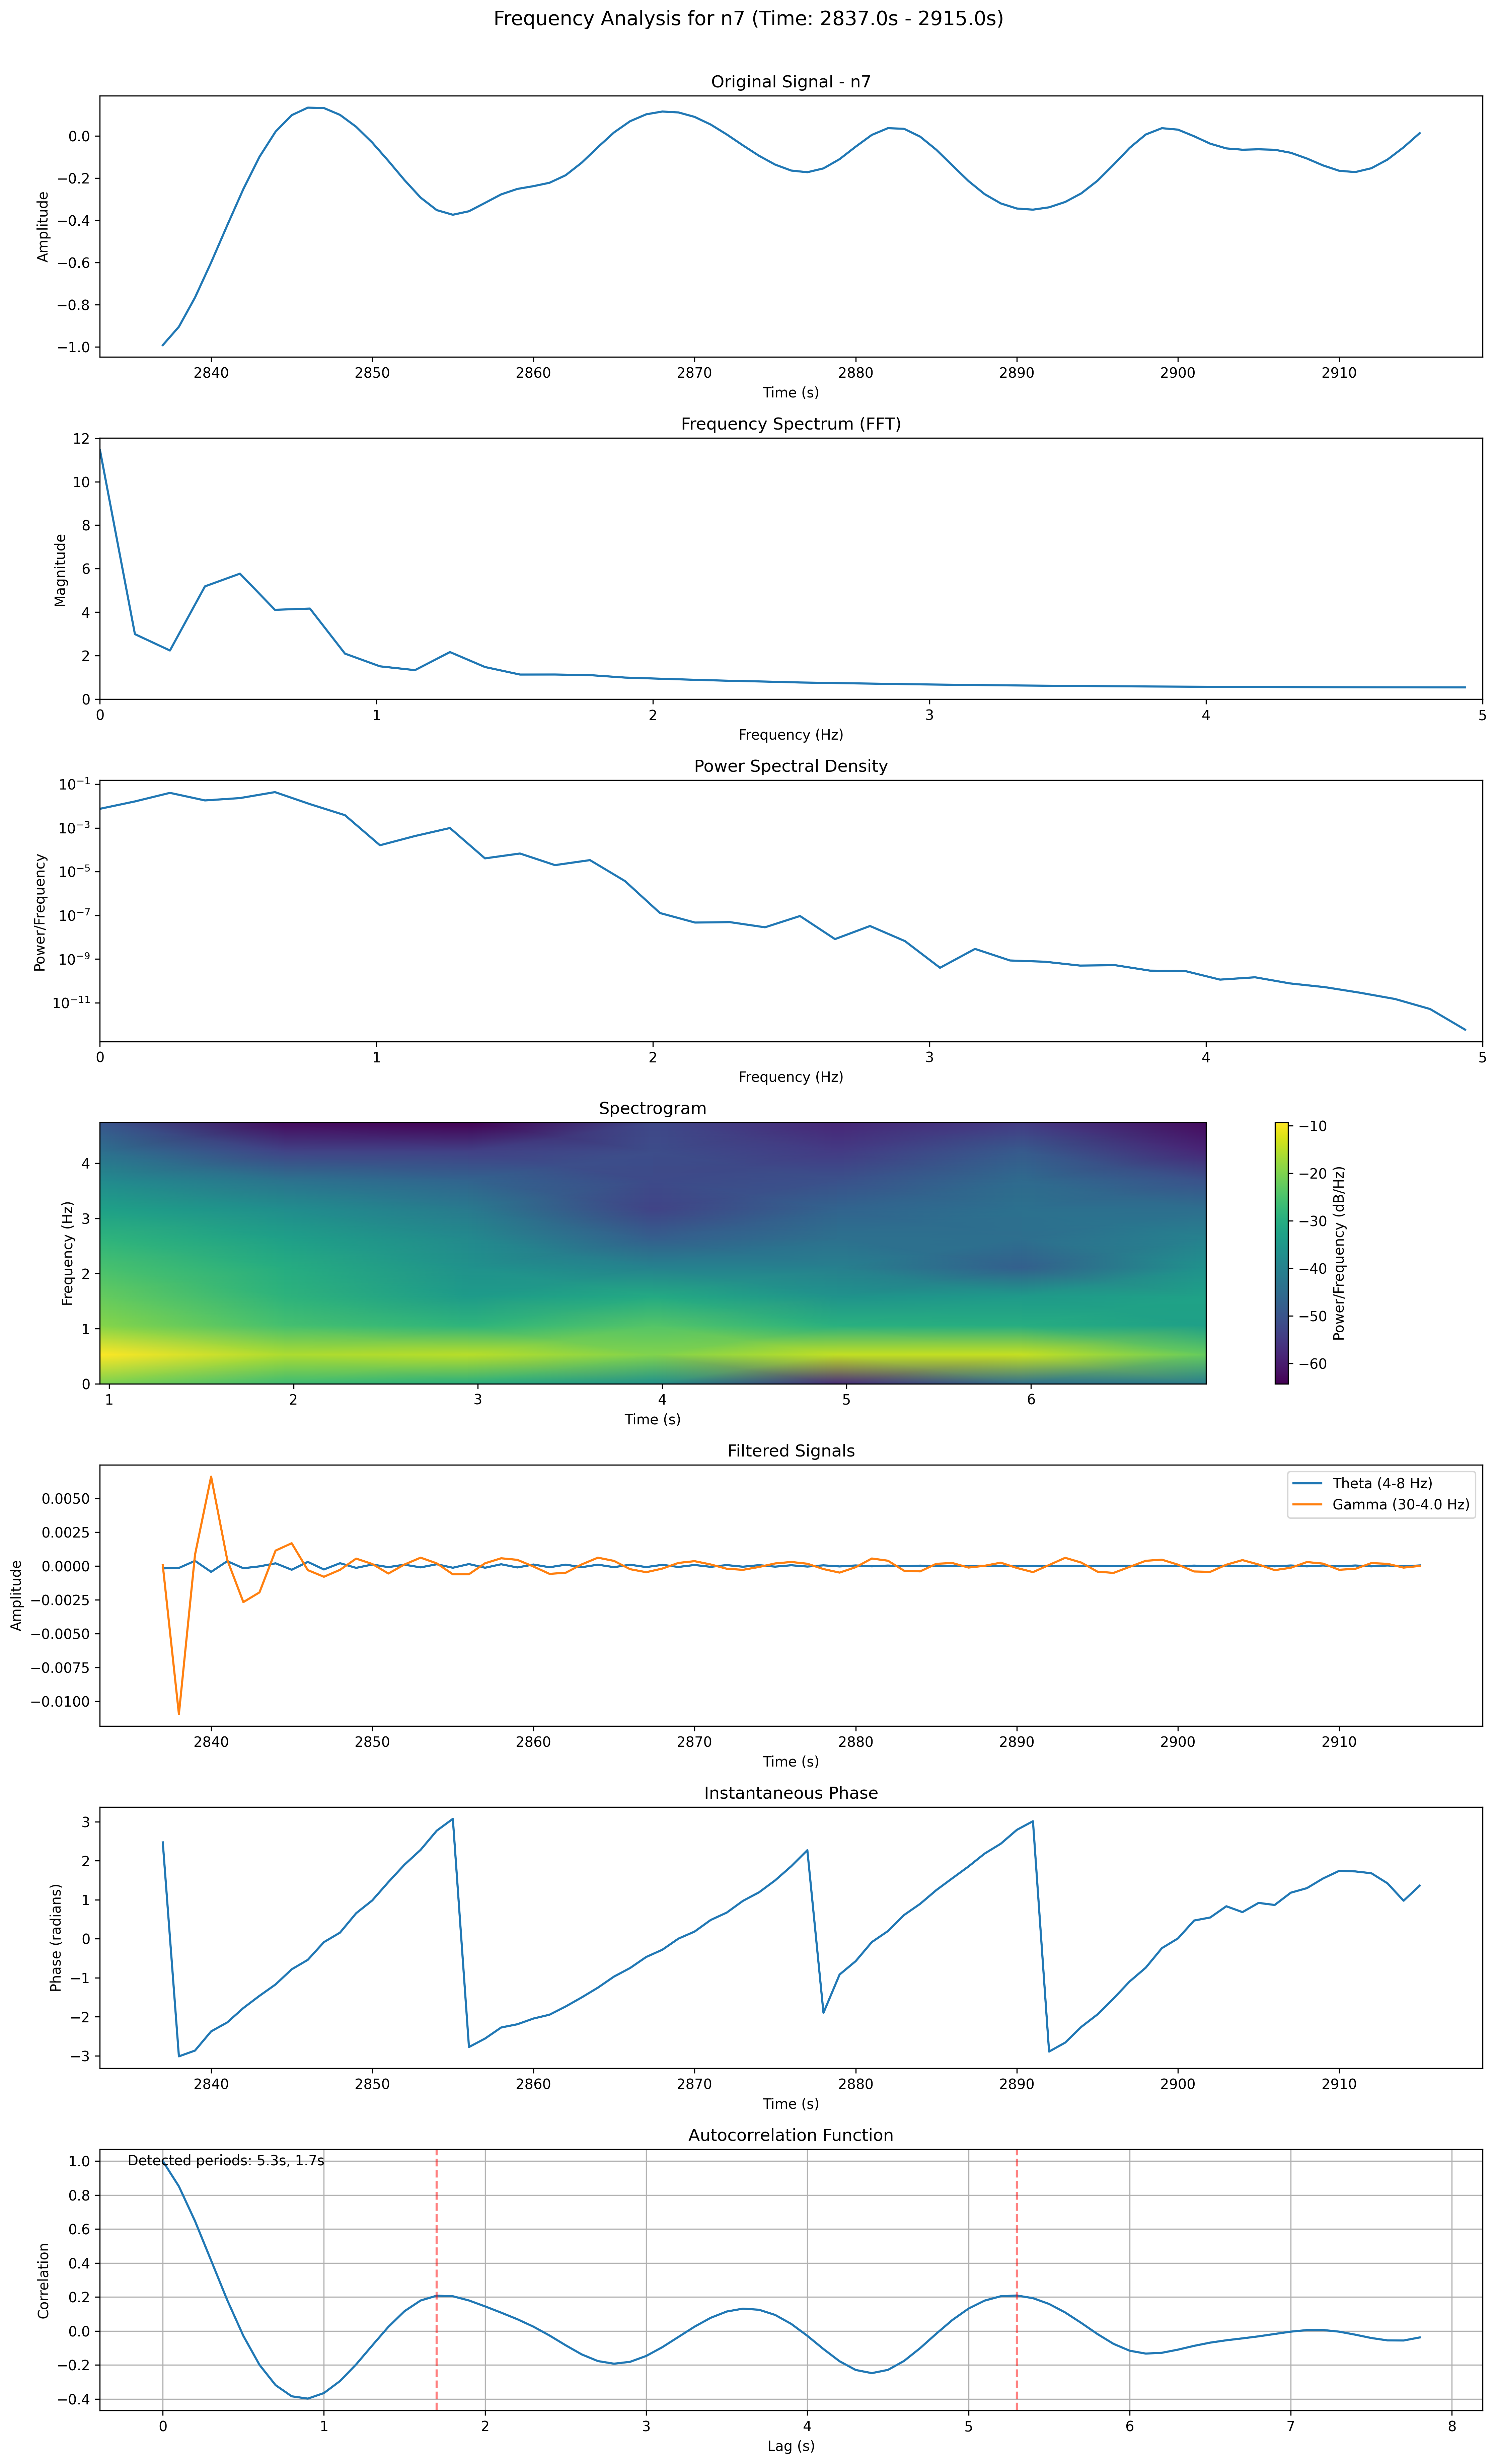 Frequency Analysis for n7 (Time: 2837.0s - 2915.0s)
Original Signal - n7
Amplitude
0.0
−0.2
−0.4
−0.6
−0.8
−1.0
2840 2850 2860 2870 2880 2890 2900 2910
Time (s)
Frequency Spectrum (FFT)
Magnitude
12
10
8
6
4
2
0
0 1 2 3 4 5
Frequency (Hz)
Power Spectral Density
Power/Frequency
10⁻¹
10⁻³
10⁻⁵
10⁻⁷
10⁻⁹
10⁻¹¹
0 1 2 3 4 5
Frequency (Hz)
Spectrogram
Frequency (Hz)
4
3
2
1
0
1 2 3 4 5 6
Time (s)
−10
−20
−30
−40
−50
−60
Power/Frequency (dB/Hz)
Filtered Signals
Theta (4-8 Hz)
Gamma (30-4.0 Hz)
Amplitude
0.0050
0.0025
0.0000
−0.0025
−0.0050
−0.0075
−0.0100
2840 2850 2860 2870 2880 2890 2900 2910
Time (s)
Instantaneous Phase
Phase (radians)
3
2
1
0
−1
−2
−3
2840 2850 2860 2870 2880 2890 2900 2910
Time (s)
Autocorrelation Function
Detected periods: 5.3s, 1.7s
Correlation
1.0
0.8
0.6
0.4
0.2
0.0
−0.2
−0.4
0 1 2 3 4 5 6 7 8
Lag (s)